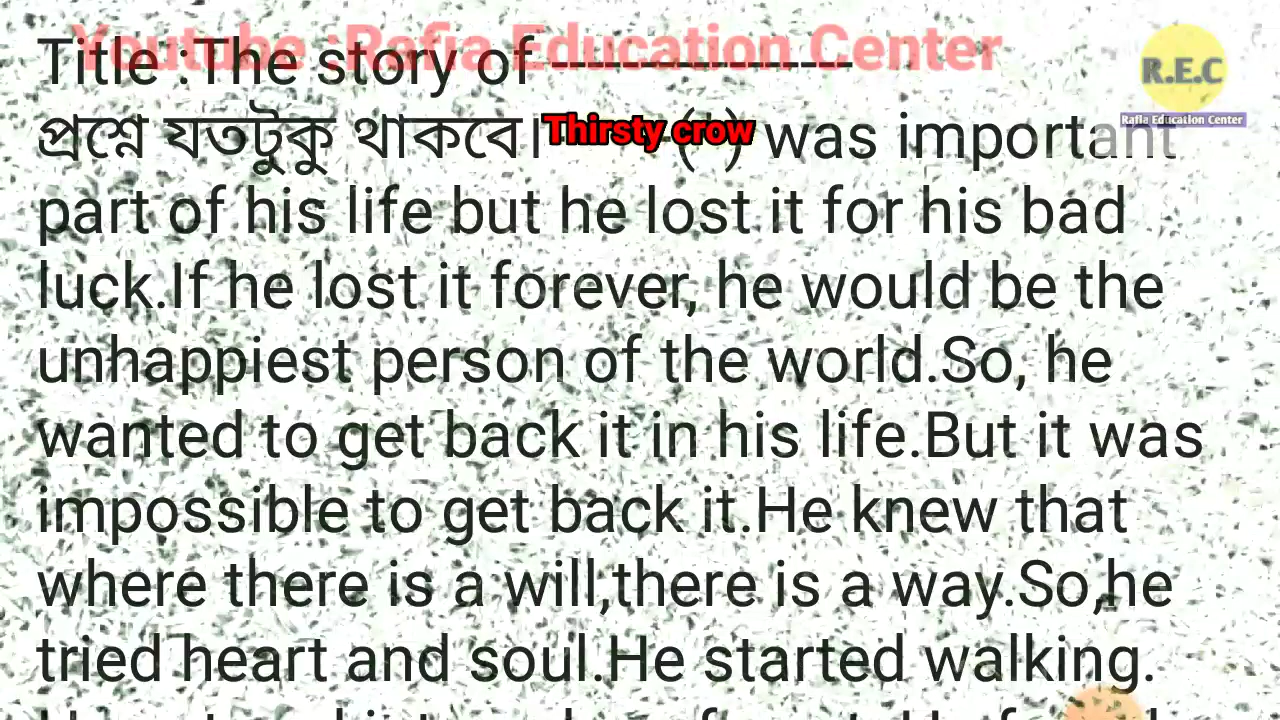 Youtube :Rafia Education Center
Title :The story of -------------
R.E.C
Rafia Education Center
প্রশ্নে যতটুকু থাকবে। Thirsty crow was important
part of his life but he lost it for his bad
luck.If he lost it forever, he would be the
unhappiest person of the world.So, he
wanted to get back it in his life.But it was
impossible to get back it.He knew that
where there is a will,there is a way.So,he
tried heart and soul.He started walking.